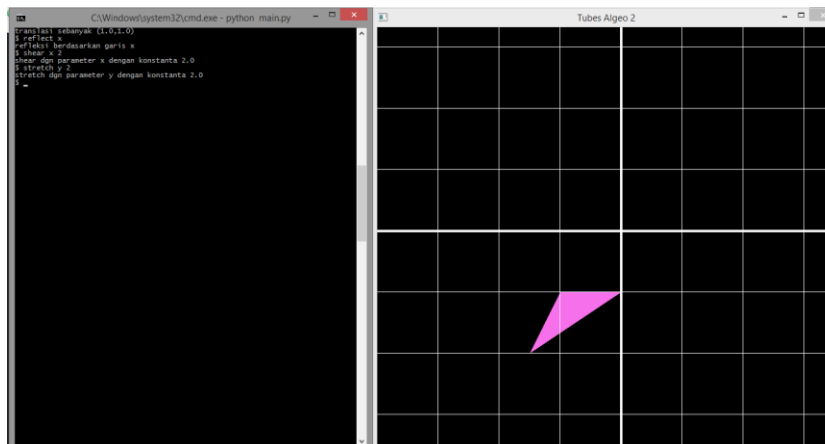 C:\Windows\system32\cmd.exe - python main.py
translasi sebanyak (1.0,1.0)
$ reflect x
refleksi berdasarkan garis x
$ shear x 2
shear dgn parameter x dengan konstanta 2.0
$ stretch y 2
stretch dgn parameter y dengan konstanta 2.0
$ _
Tubes Algeo 2